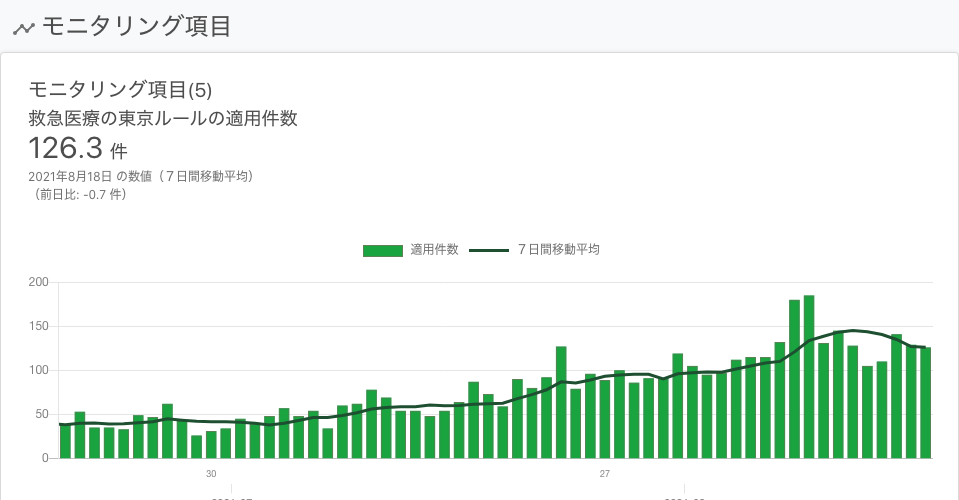 モニタリング項目
モニタリング項目(5)
救急医療の東京ルールの適用件数
126.3 件
2021年8月18日 の数値（７日間移動平均）
（前日比: -0.7 件）
適用件数 ７日間移動平均
200
150
100
50
0
30 27